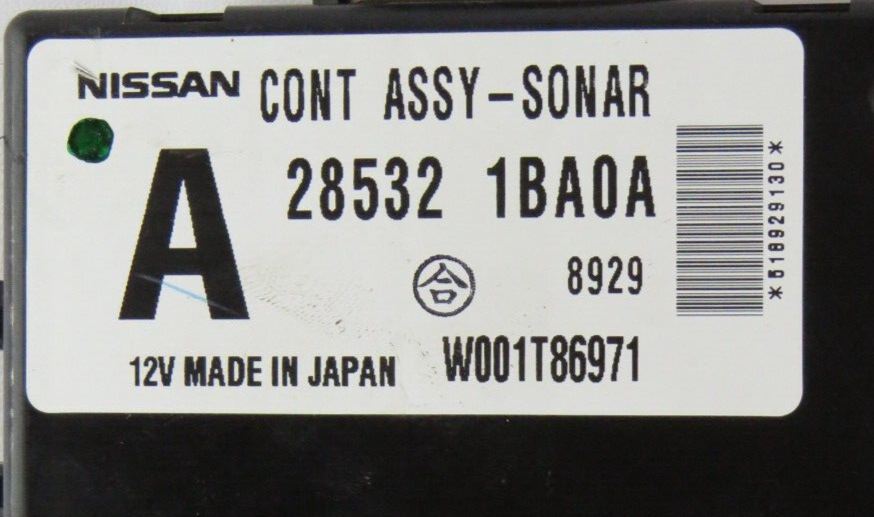 NISSAN CONT ASSY-SONAR
A 28532 1BA0A
合 8929
12V MADE IN JAPAN W001T86971
*518929130*